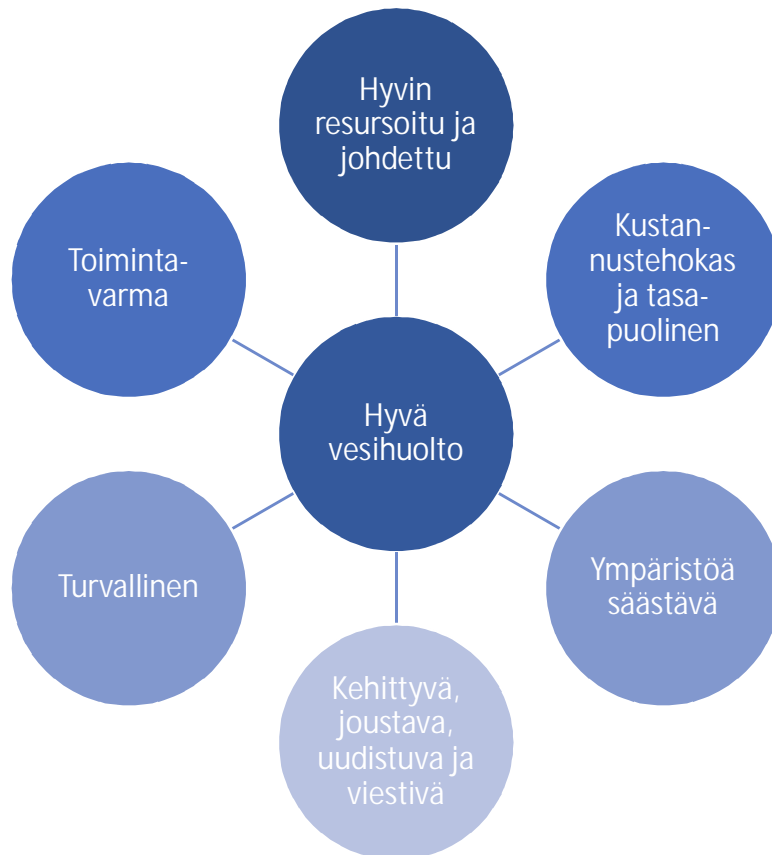 Hyvin
resursoitu ja
johdettu
Kustan-
nustehokas
ja tasa-
puolinen
Ympäristöä
säästävä
Kehittyvä,
joustava,
uudistuva ja
viestivä
Turvallinen
Toiminta-
varma
Hyvä
vesihuolto